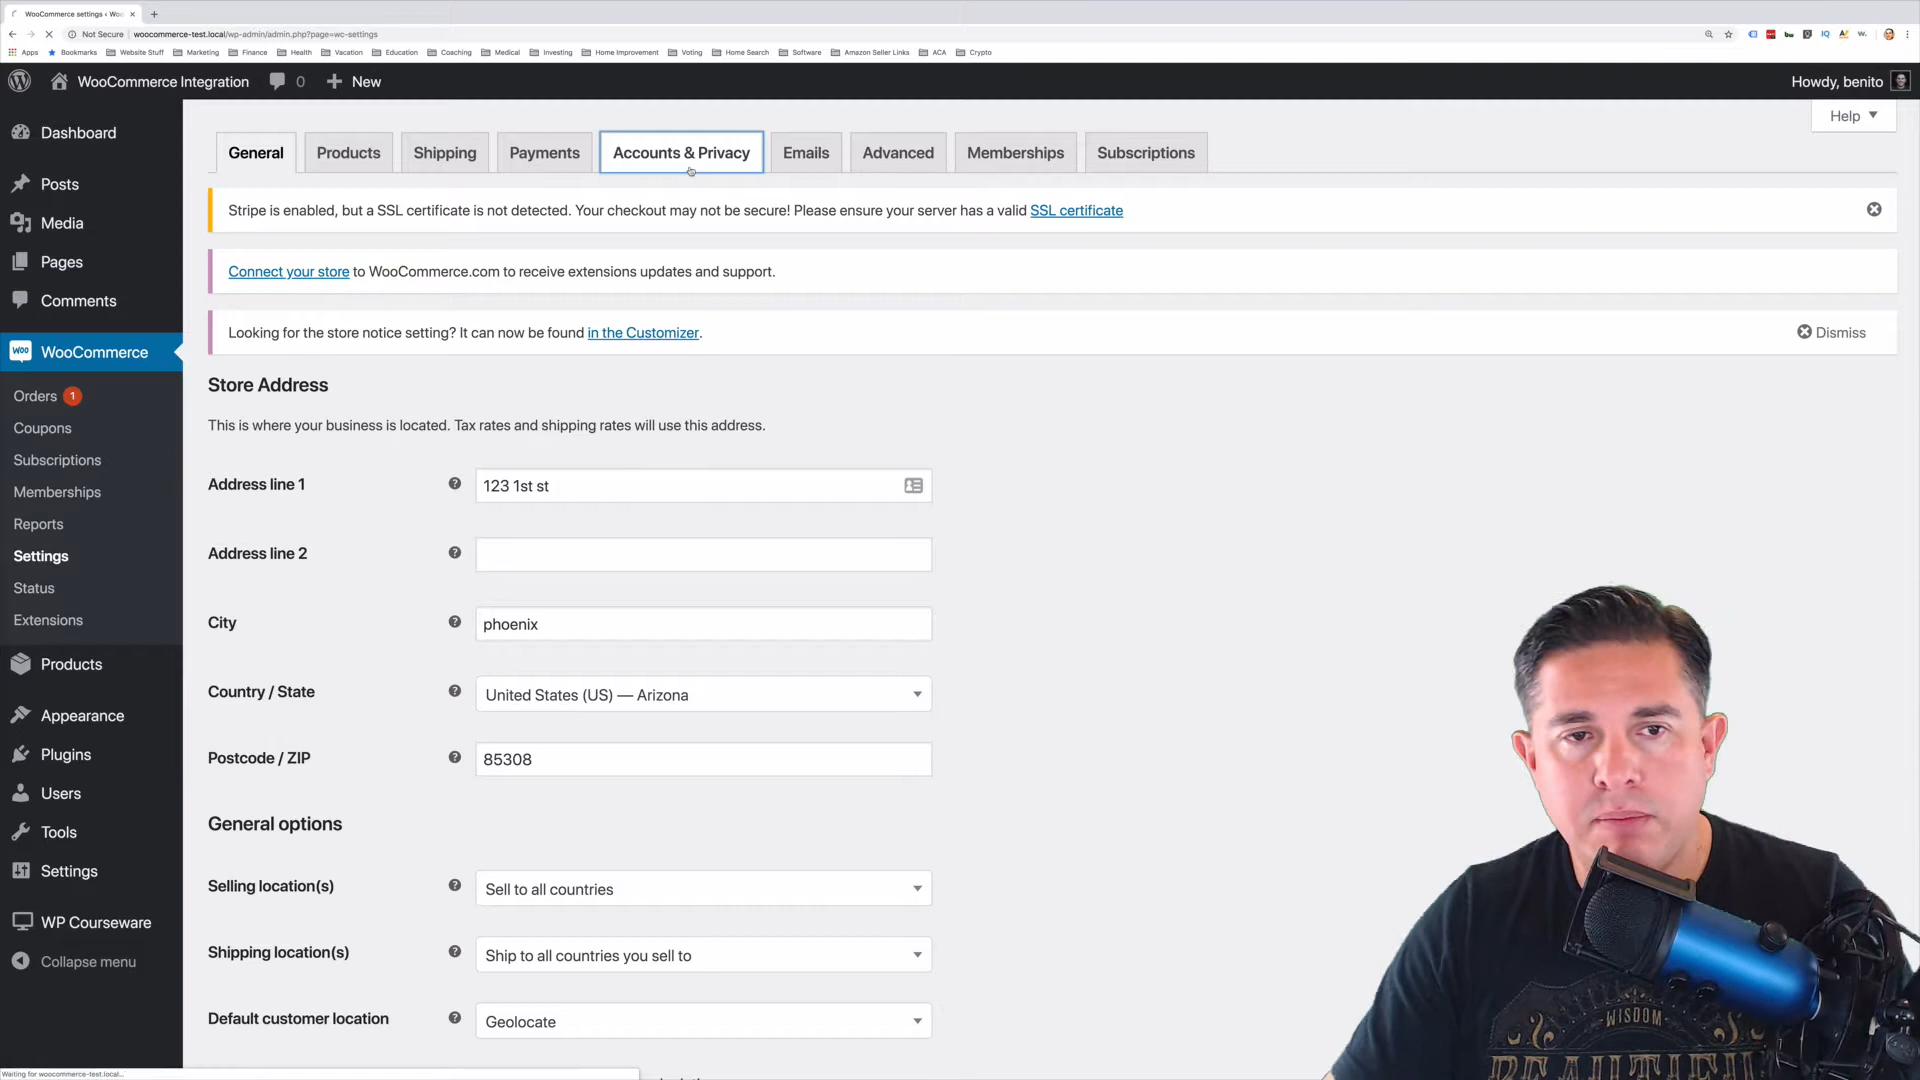 WooCommerce settings ‹ Woo
Not Secure woocommerce-test.local/wp-admin/admin.php?page=wc-settings
Apps Bookmarks Website Stuff Marketing Finance Health Vacation Education Coaching Medical Investing Home Improvement Voting Home Search Software Amazon Seller Links ACA Crypto
WooCommerce Integration 0 New Howdy, benito
Help
Dashboard
Posts
Media
Pages
Comments
WooCommerce
Orders 1
Coupons
Subscriptions
Memberships
Reports
Settings
Status
Extensions
Products
Appearance
Plugins
Users
Tools
Settings
WP Courseware
Collapse menu
General Products Shipping Payments Accounts & Privacy Emails Advanced Memberships Subscriptions
Stripe is enabled, but a SSL certificate is not detected. Your checkout may not be secure! Please ensure your server has a valid SSL certificate
Connect your store to WooCommerce.com to receive extensions updates and support.
Looking for the store notice setting? It can now be found in the Customizer. Dismiss
Store Address
This is where your business is located. Tax rates and shipping rates will use this address.
Address line 1 123 1st st
Address line 2
City phoenix
Country / State United States (US) — Arizona
Postcode / ZIP 85308
General options
Selling location(s) Sell to all countries
Shipping location(s) Ship to all countries you sell to
Default customer location Geolocate
Waiting for woocommerce-test.local...
WISDOM